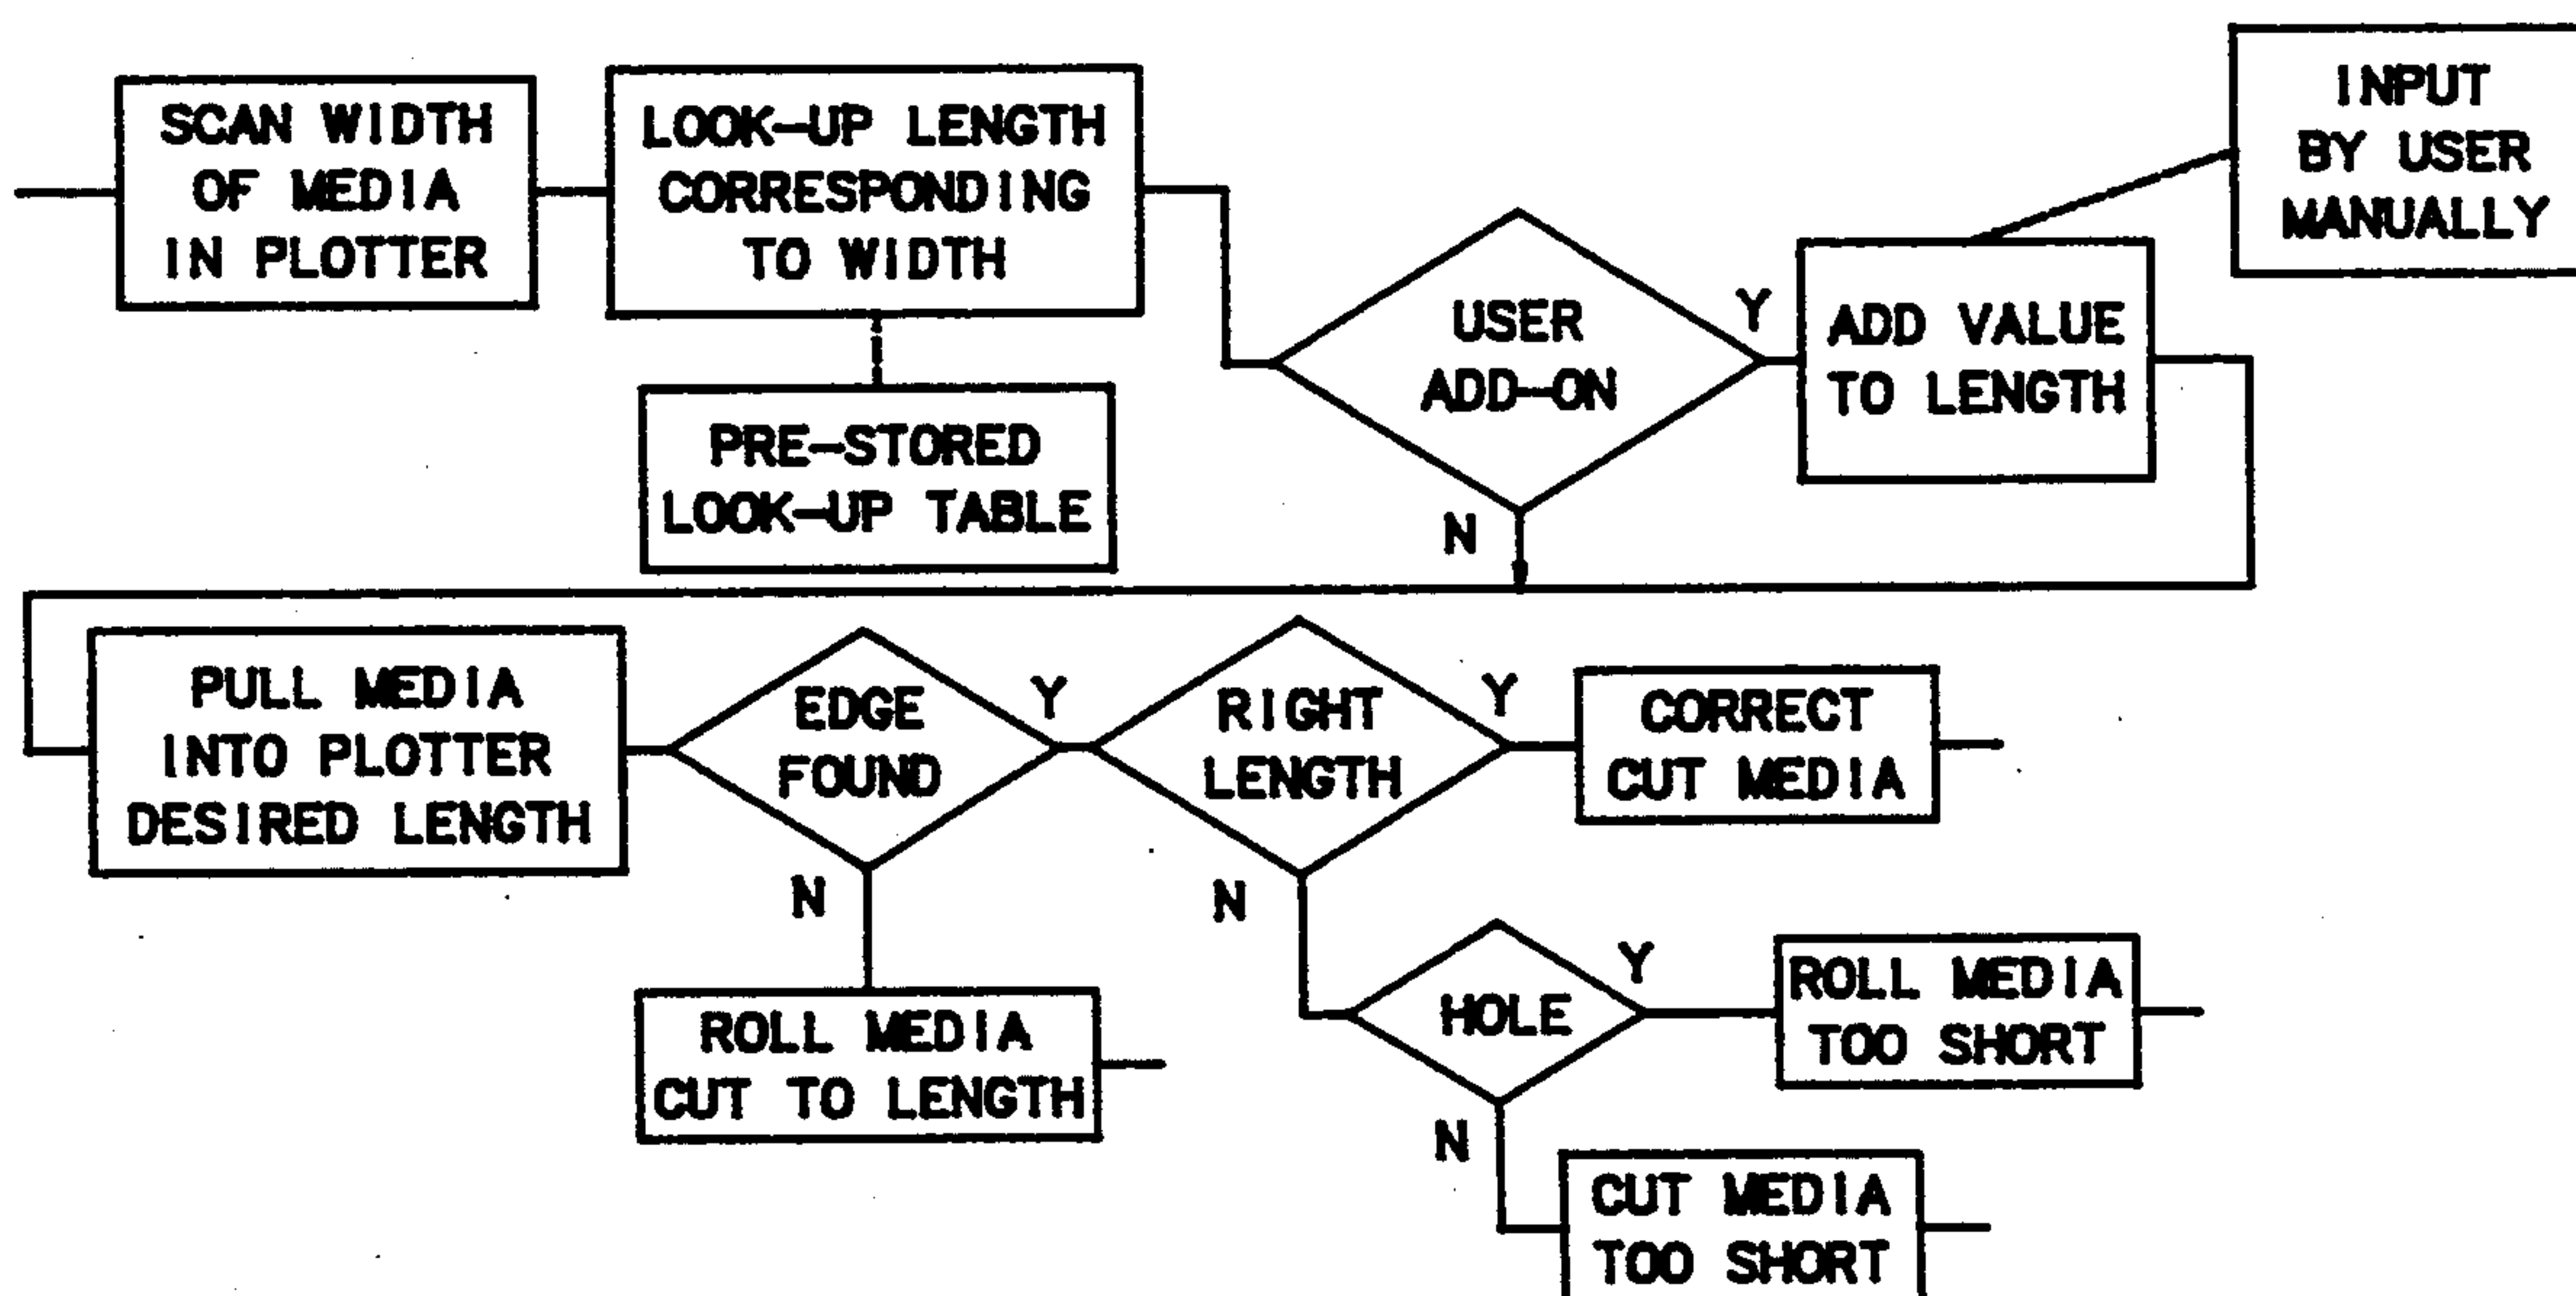 SCAN WIDTH
OF MEDIA
IN PLOTTER
LOOK-UP LENGTH
CORRESPONDING
TO WIDTH
PRE-STORED
LOOK-UP TABLE
USER
ADD-ON
Y
N
ADD VALUE
TO LENGTH
INPUT
BY USER
MANUALLY
PULL MEDIA
INTO PLOTTER
DESIRED LENGTH
EDGE
FOUND
Y
N
ROLL MEDIA
CUT TO LENGTH
RIGHT
LENGTH
Y
N
CORRECT
CUT MEDIA
HOLE
Y
N
ROLL MEDIA
TOO SHORT
CUT MEDIA
TOO SHORT